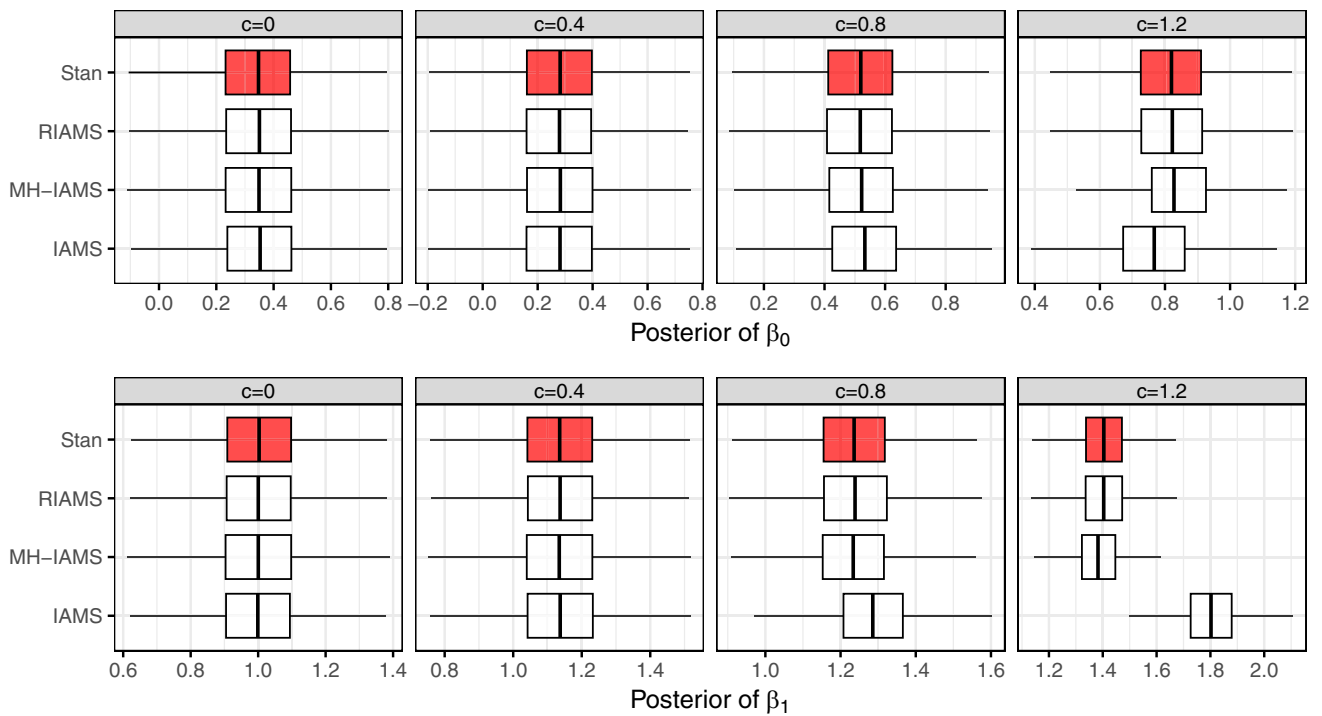 c=0 c=0.4 c=0.8 c=1.2
Stan
RIAMS
MH−IAMS
IAMS
0.0 0.2 0.4 0.6 0.8 −0.2 0.0 0.2 0.4 0.6 0.8 0.2 0.4 0.6 0.8 0.4 0.6 0.8 1.0 1.2
Posterior of β₀
c=0 c=0.4 c=0.8 c=1.2
Stan
RIAMS
MH−IAMS
IAMS
0.6 0.8 1.0 1.2 1.4 0.8 1.0 1.2 1.4 1.0 1.2 1.4 1.6 1.2 1.4 1.6 1.8 2.0
Posterior of β₁